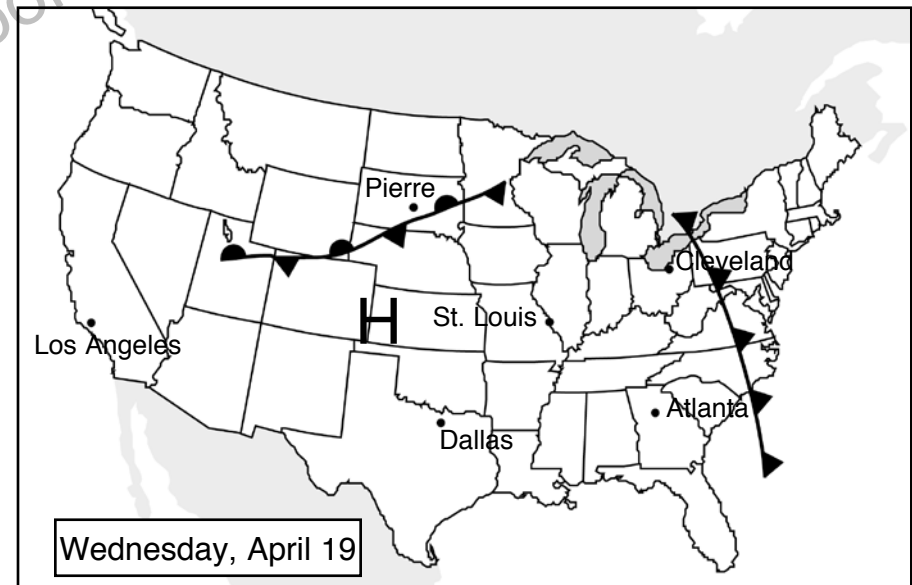 Pierre
Cleveland
H
St. Louis
Los Angeles
Atlanta
Dallas
Wednesday, April 19